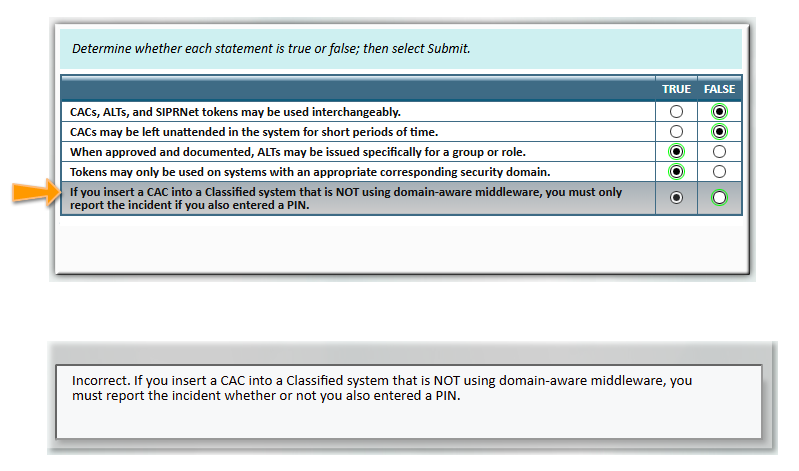 Determine whether each statement is true or false; then select Submit.
TRUE FALSE
CACs, ALTs, and SIPRNet tokens may be used interchangeably.
CACs may be left unattended in the system for short periods of time.
When approved and documented, ALTs may be issued specifically for a group or role.
Tokens may only be used on systems with an appropriate corresponding security domain.
If you insert a CAC into a Classified system that is NOT using domain-aware middleware, you must only
report the incident if you also entered a PIN.
Incorrect. If you insert a CAC into a Classified system that is NOT using domain-aware middleware, you
must report the incident whether or not you also entered a PIN.